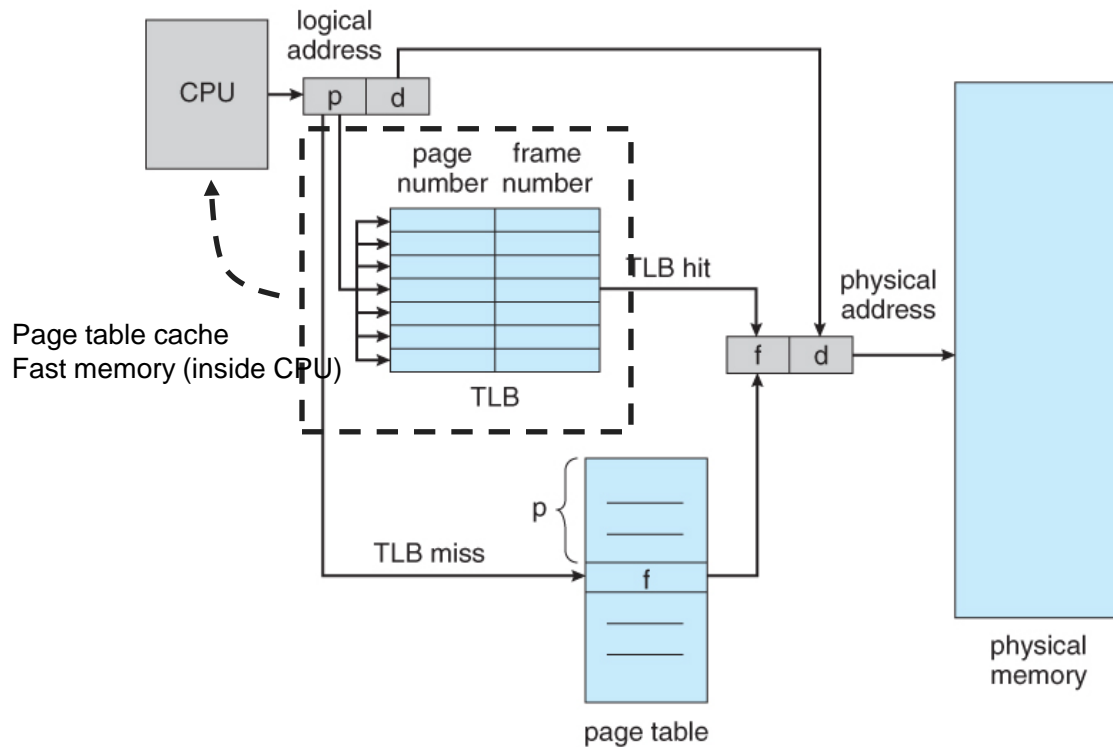 logical
address
CPU
p
d
page
number
frame
number
TLB hit
physical
address
Page table cache
Fast memory (inside CPU)
f
d
TLB
p
TLB miss
f
physical
memory
page table